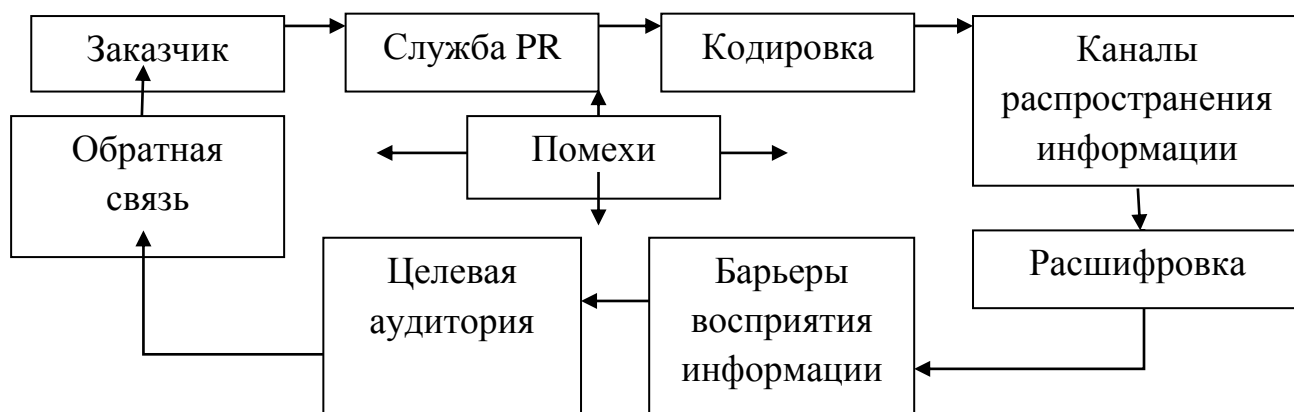 Заказчик
Служба PR
Кодировка
Каналы
распространения
информации
Обратная
связь
Помехи
Целевая
аудитория
Барьеры
восприятия
информации
Расшифровка